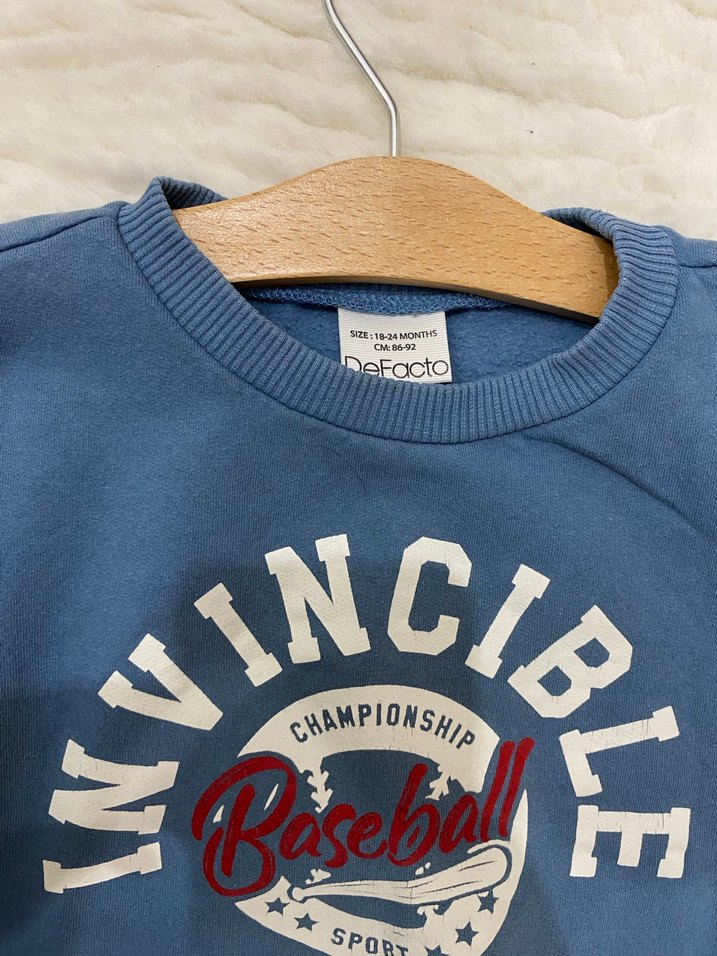 SIZE : 18-24 MONTHS
CM: 86-92
DeFacto
INVINCIBLE
CHAMPIONSHIP
Baseball
SPORT